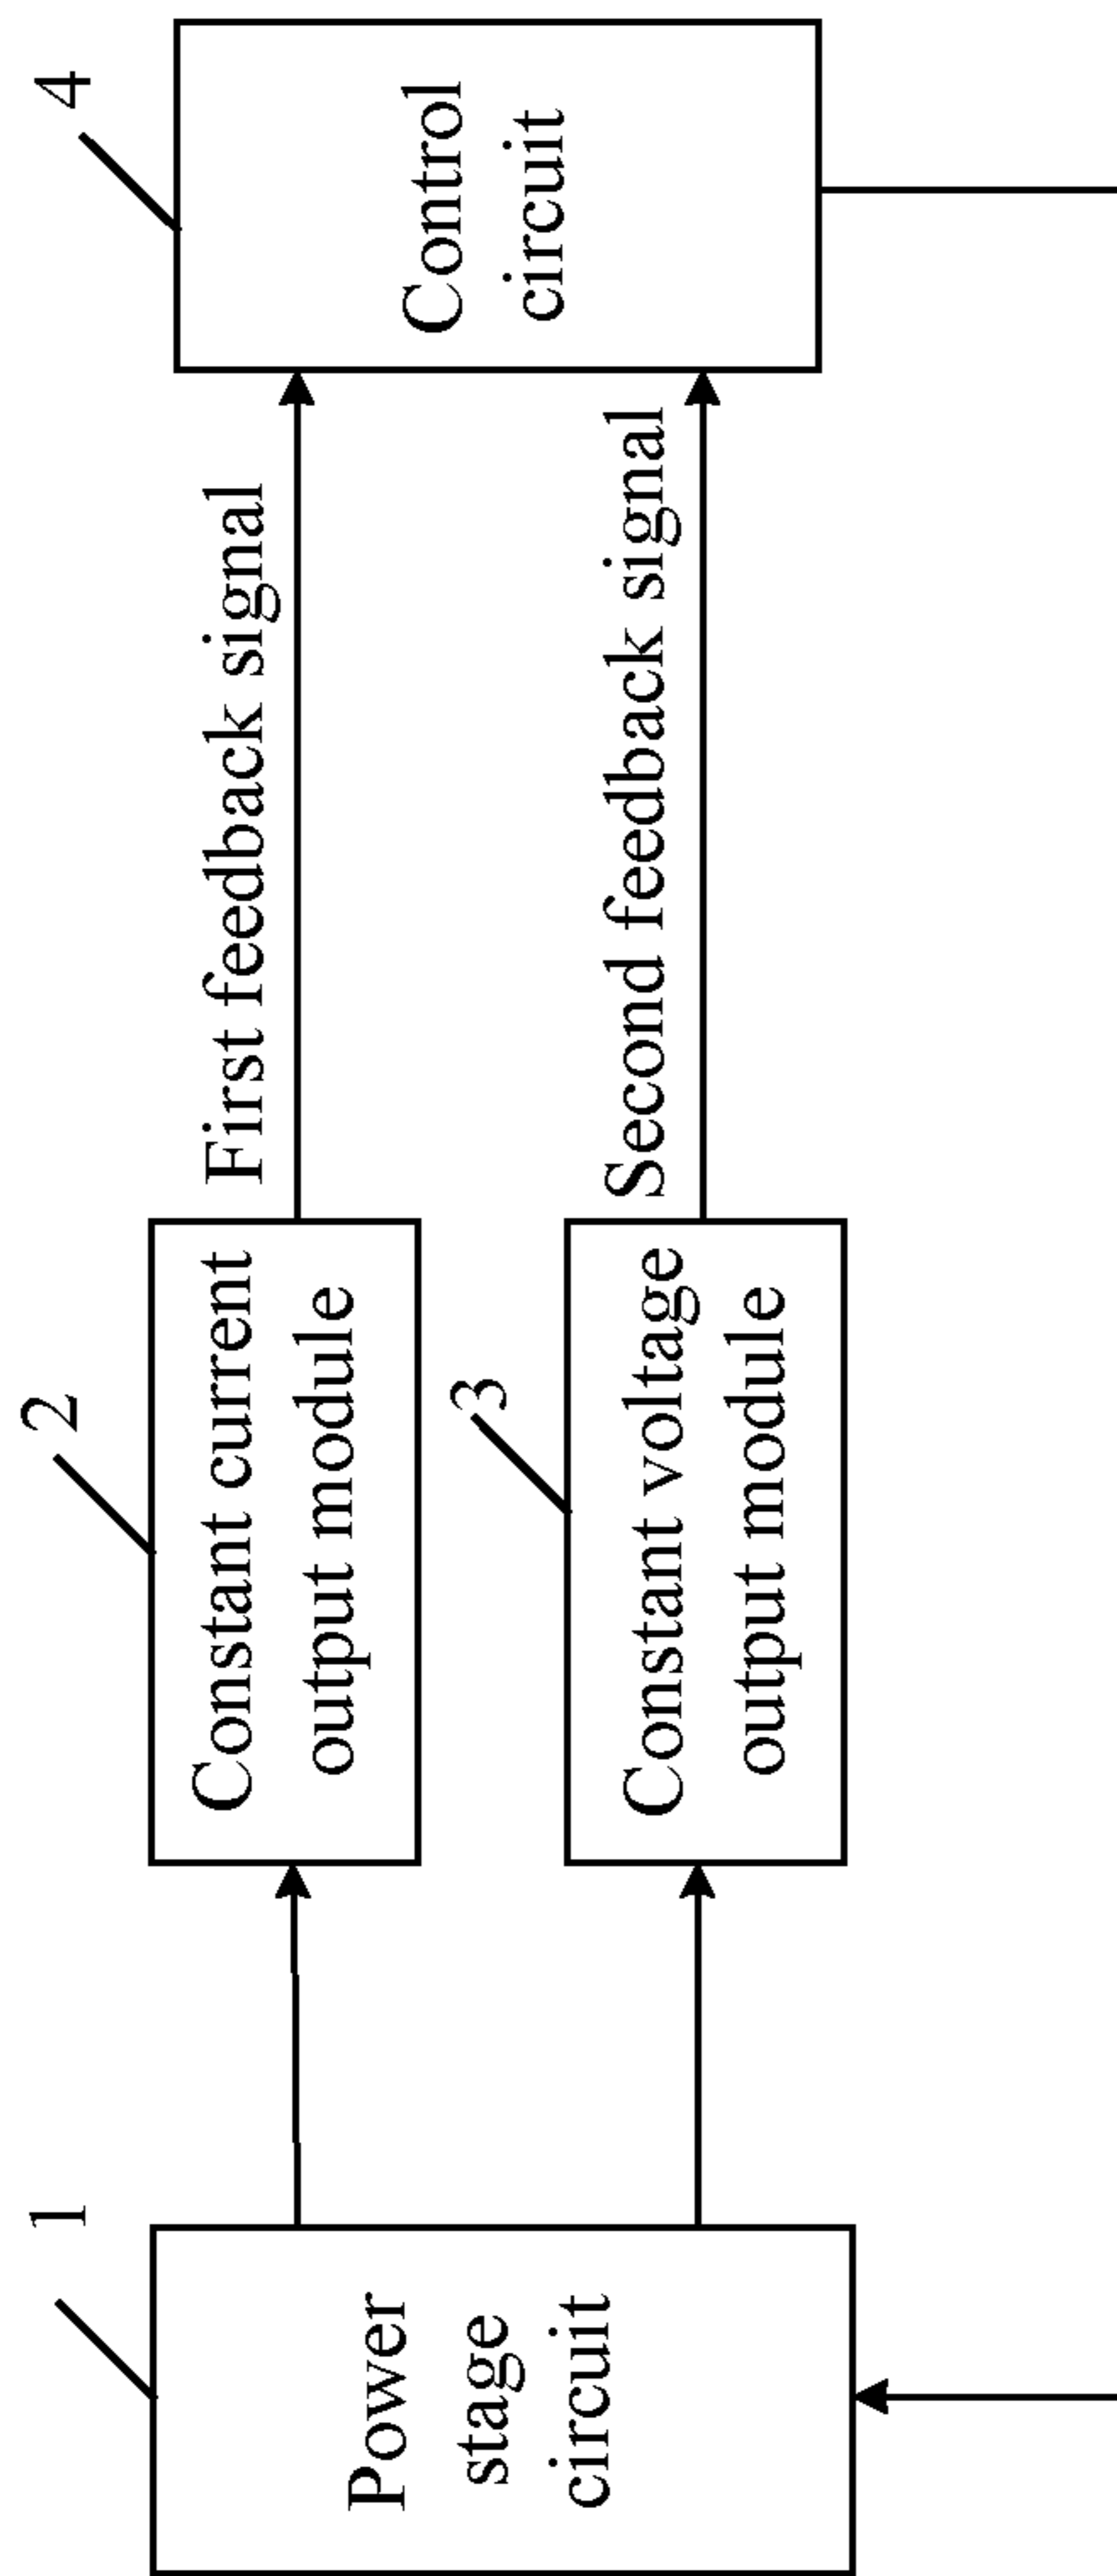 1
Power
stage
circuit
2
Constant current
output module
3
Constant voltage
output module
First feedback signal
Second feedback signal
4
Control
circuit